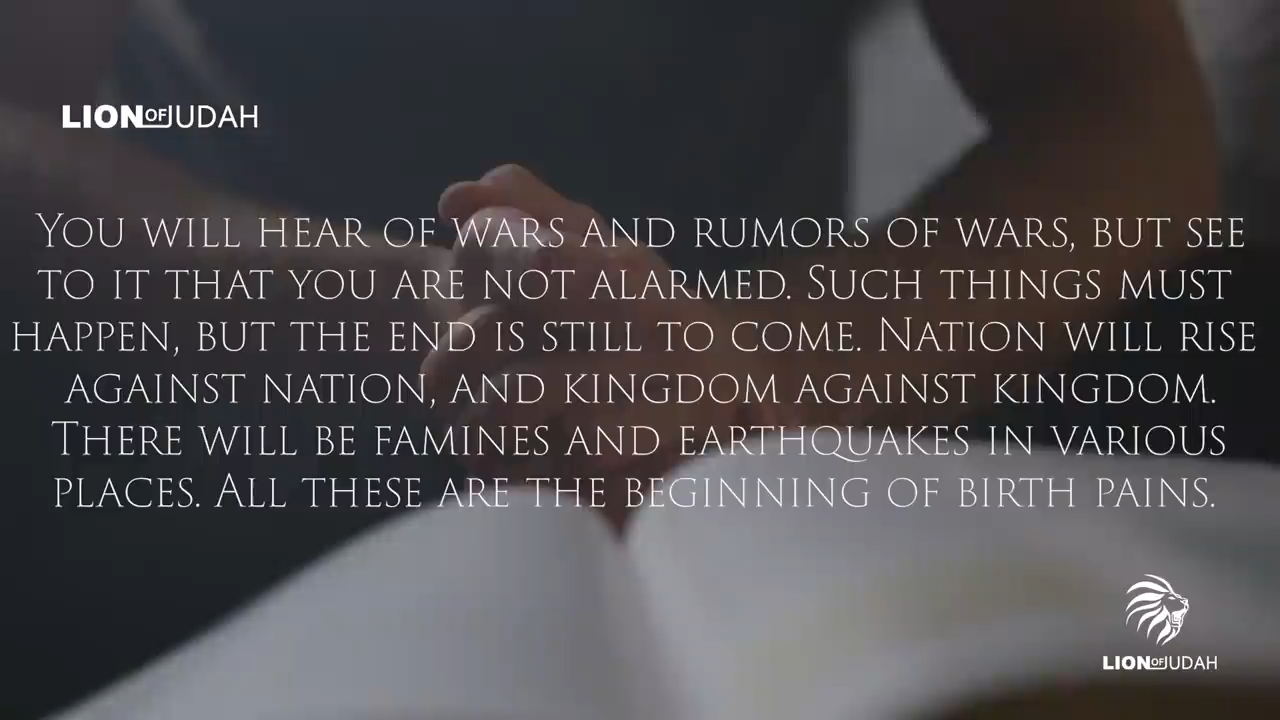 LIONOFJUDAH
You will hear of wars and rumors of wars, but see
to it that you are not alarmed. Such things must
happen, but the end is still to come. Nation will rise
against nation, and kingdom against kingdom.
There will be famines and earthquakes in various
places. All these are the beginning of birth pains.
LIONOFJUDAH